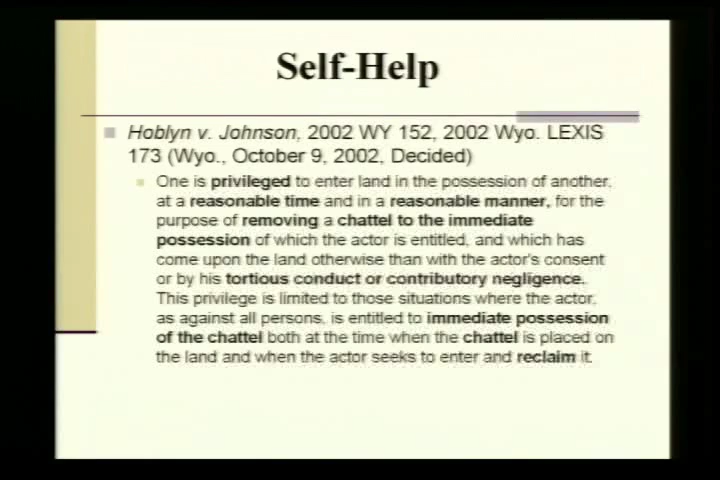 Self-Help
Hoblyn v. Johnson, 2002 WY 152, 2002 Wyo. LEXIS
173 (Wyo., October 9, 2002, Decided)
One is privileged to enter land in the possession of another,
at a reasonable time and in a reasonable manner, for the
purpose of removing a chattel to the immediate
possession of which the actor is entitled, and which has
come upon the land otherwise than with the actor's consent
or by his tortious conduct or contributory negligence.
This privilege is limited to those situations where the actor,
as against all persons, is entitled to immediate possession
of the chattel both at the time when the chattel is placed on
the land and when the actor seeks to enter and reclaim it.